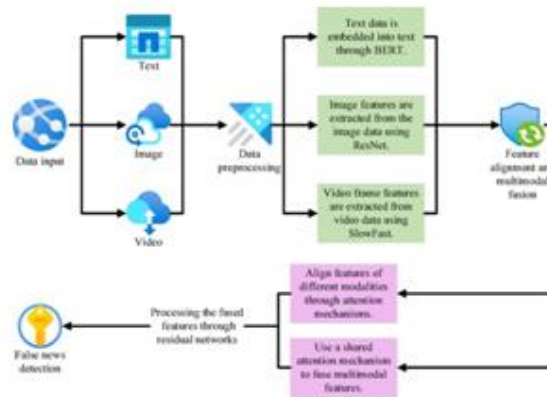 Text
Text data is
embedded into text
through BERT.
Data input
Image
Data
preprocessing
Image features are
extracted from the
image data using
ResNet.
Feature
alignment an
multimodal
fusion
Video
Video frame features
are extracted from
video data using
SlowFast.
Align features of
different modalities
through attention
mechanisms.
Processing the fused
features through
residual networks
False news
detection
Use a shared
attention mechanism
to fuse multimodal
features.